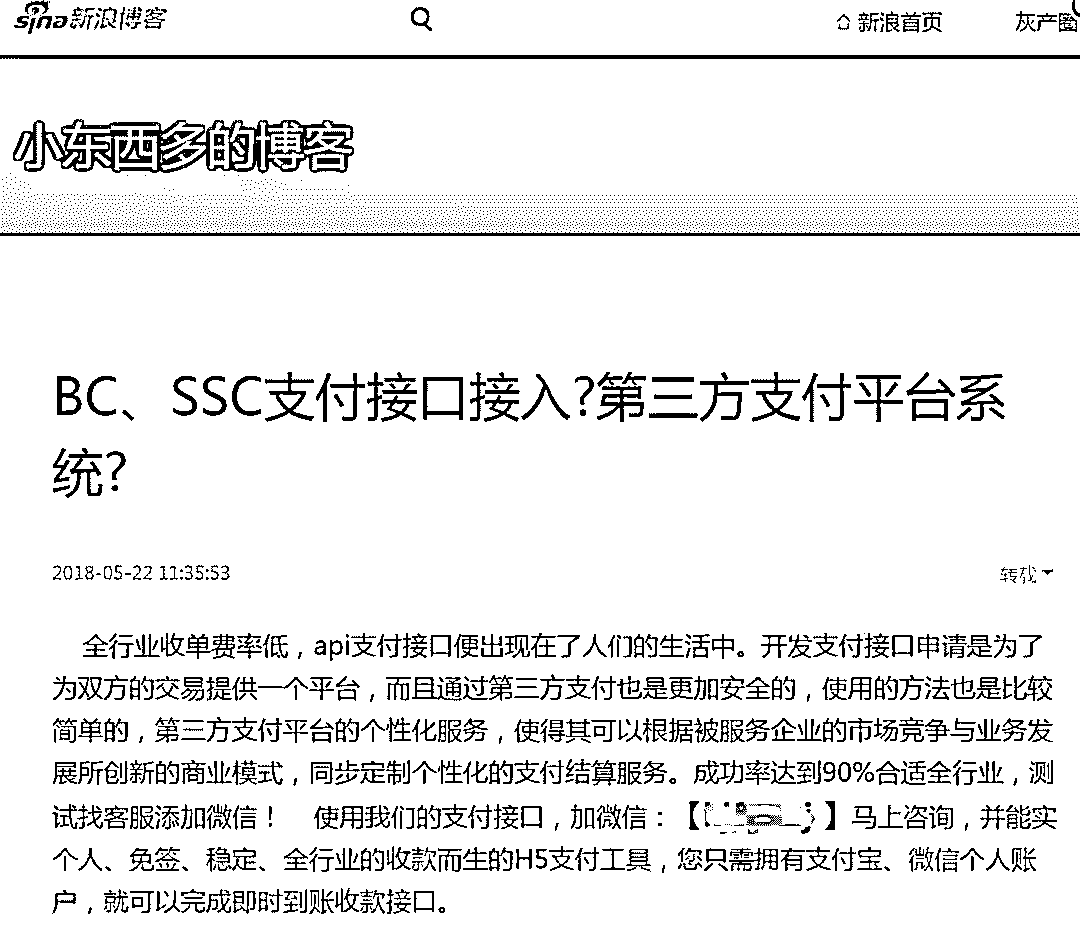 sina新浪博客
新浪首页
灰产圈
小东西多的博客
BC、SSC支付接口接入?第三方支付平台系
统?
2018-05-22 11:35:53
转载
全行业收单费率低，api支付接口便出现在了人们的生活中。开发支付接口申请是为了
为双方的交易提供一个平台，而且通过第三方支付也是更加安全的，使用的方法也是比较
简单的，第三方支付平台的个性化服务，使得其可以根据被服务企业的市场竞争与业务发
展所创新的商业模式，同步定制个性化的支付结算服务。成功率达到90%合适全行业，测
试找客服添加微信！ 使用我们的支付接口，加微信：【】马上咨询，并能实
个人、免签、稳定、全行业的收款而生的H5支付工具，您只需拥有支付宝、微信个人账
户，就可以完成即时到账收款接口。